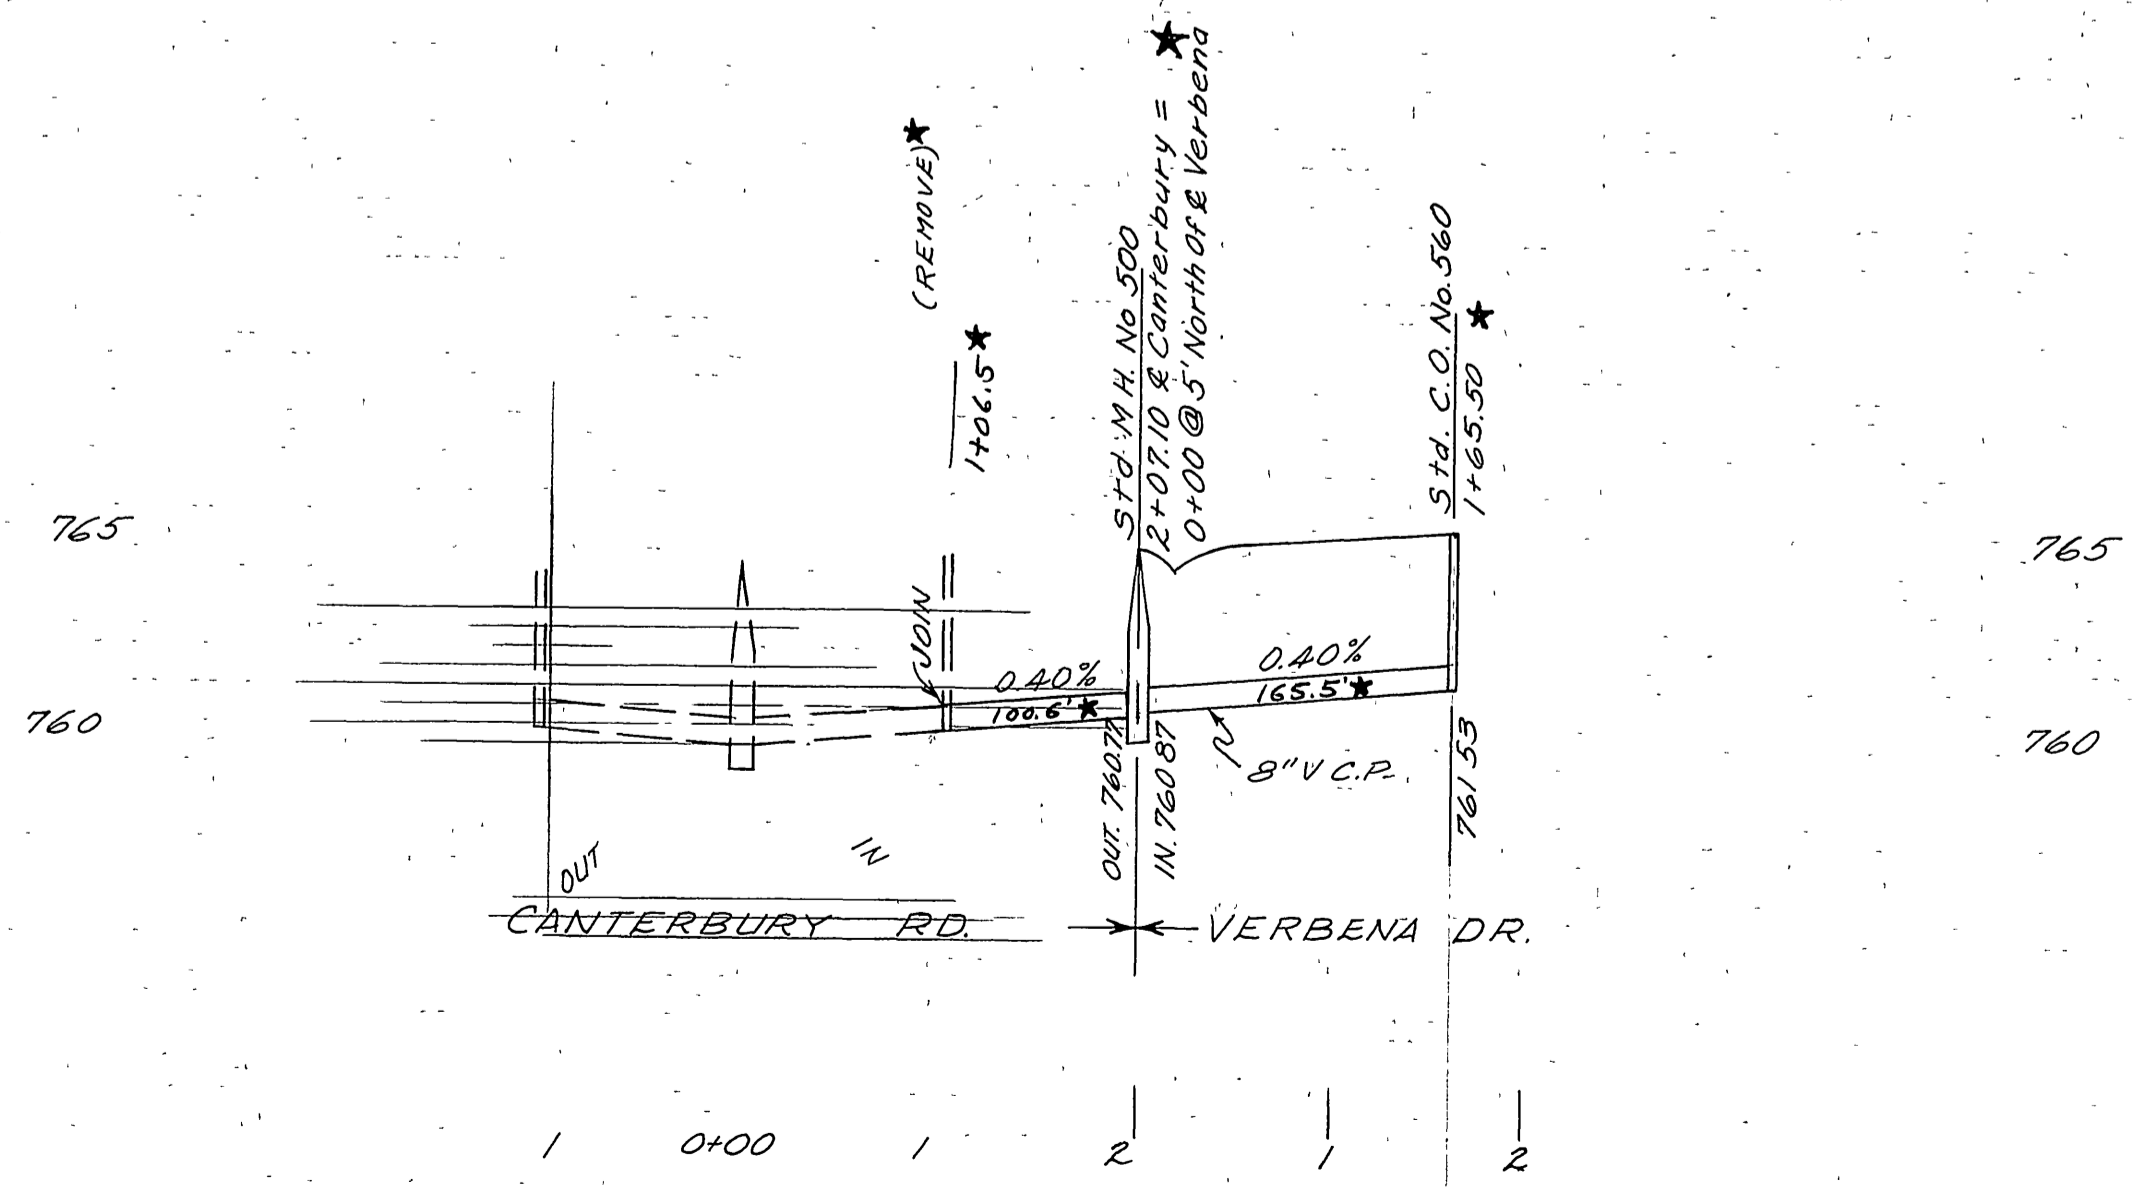 (REMOVE)★
1+06.5★
Std. M.H. No 500
2+07.10 ℄ Canterbury = ★
0+00 @ 5' North of ℄ Verbena
Std. C.O. No. 560
1+65.50 ★
765
765
JOIN
0.40%
100.6' ★
0.40%
165.5' ★
760
760
8" V C.P.
OUT. 760.77
IN. 760 87
761 53
OUT
IN
CANTERBURY RD.
VERBENA DR.
1
0+00
1
2
1
2